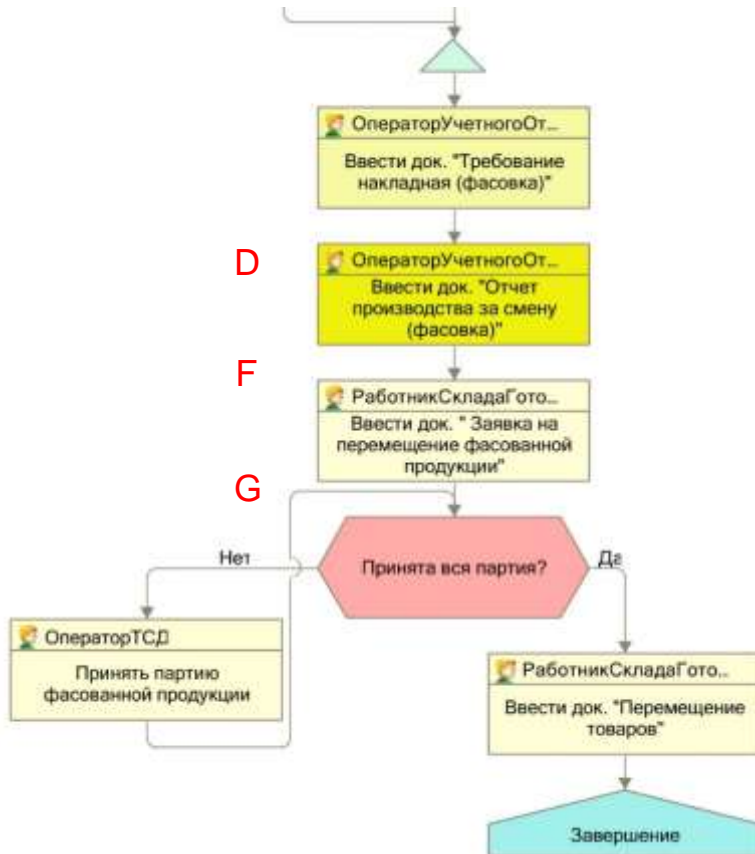 ОператорУчетногоОт...
Ввести док. "Требование
накладная (фасовка)"
D
ОператорУчетногоОт...
Ввести док. "Отчет
производства за смену
(фасовка)"
F
РаботникСкладаГото...
Ввести док. " Заявка на
перемещение фасованной
продукции"
G
Нет
Принята вся партия?
Да
ОператорТСД
Принять партию
фасованной продукции
РаботникСкладаГото...
Ввести док. "Перемещение
товаров"
Завершение